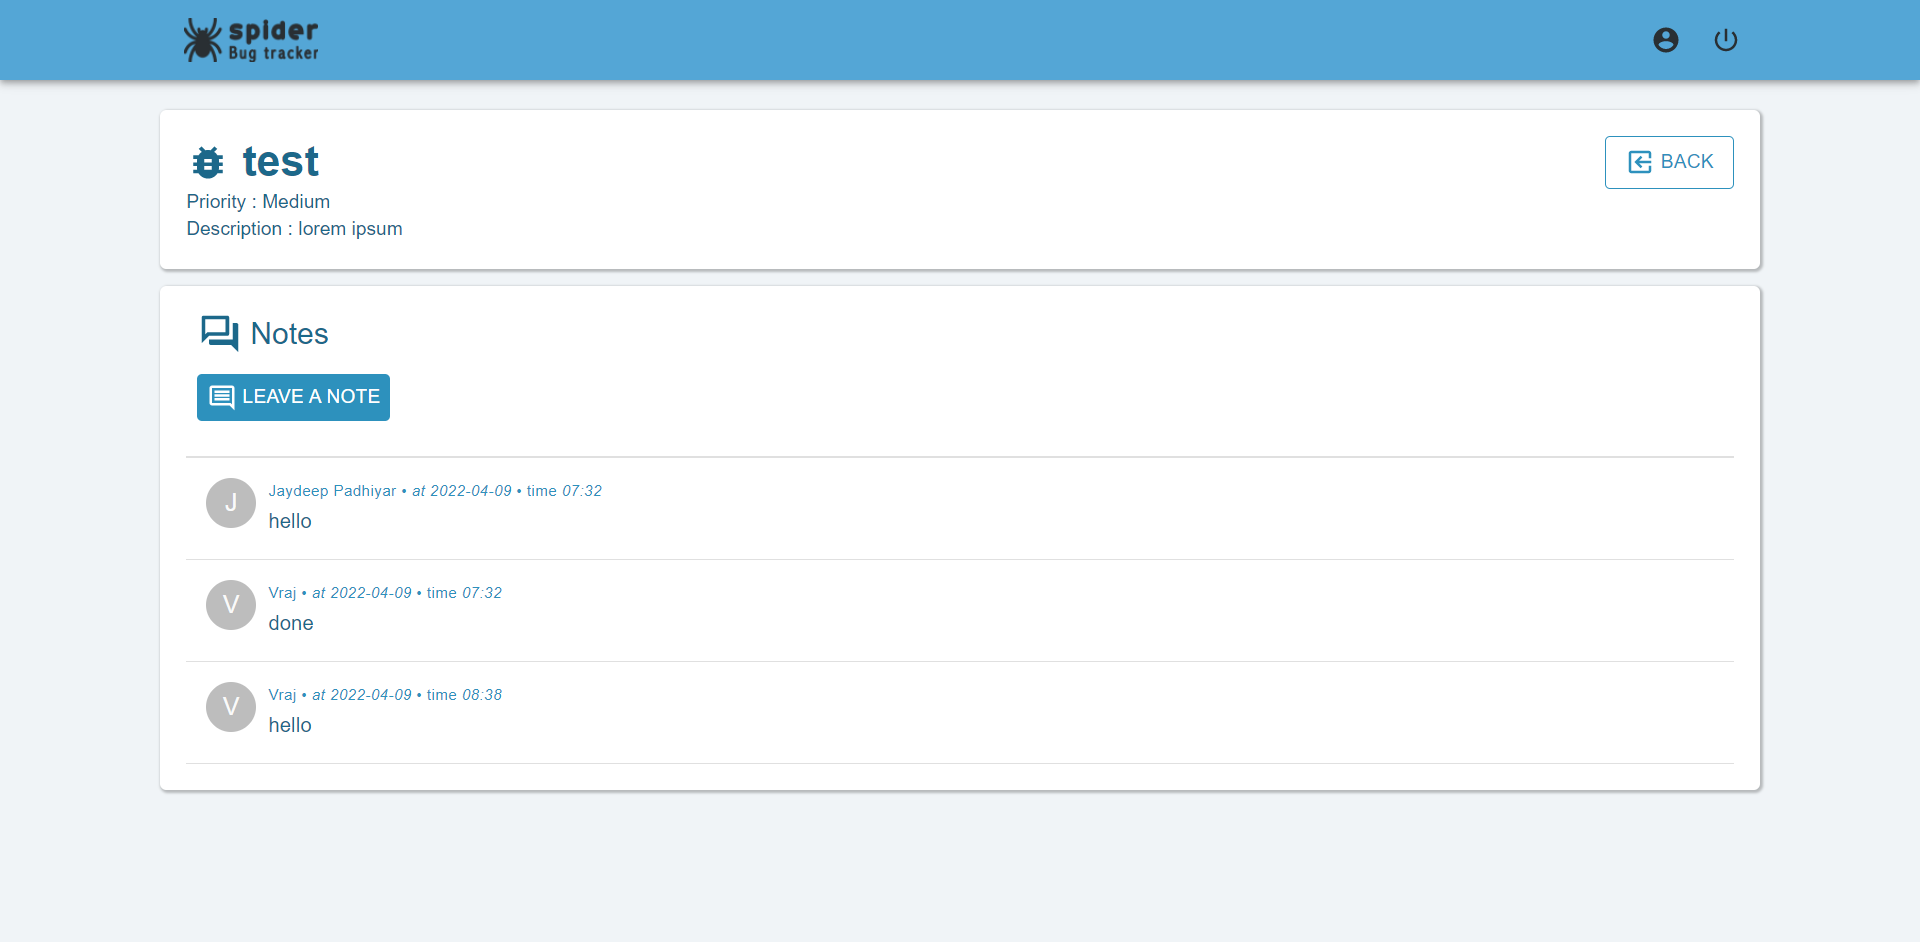 spider
Bug tracker
test
BACK
Priority : Medium
Description : lorem ipsum
Notes
LEAVE A NOTE
J
Jaydeep Padhiyar • at 2022-04-09 • time 07:32
hello
V
Vraj • at 2022-04-09 • time 07:32
done
V
Vraj • at 2022-04-09 • time 08:38
hello